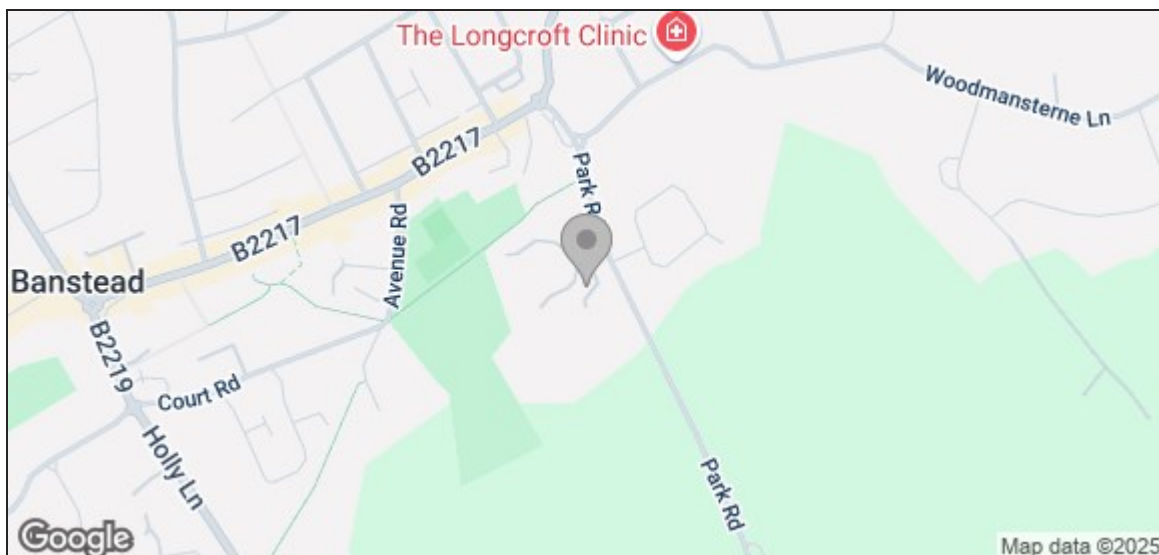 The Longcroft Clinic
Woodmansterne Ln
B2217
Park R
B2217
Avenue Rd
Banstead
B2219
Court Rd
Holly Ln
Park Rd
Google
Map data ©2025